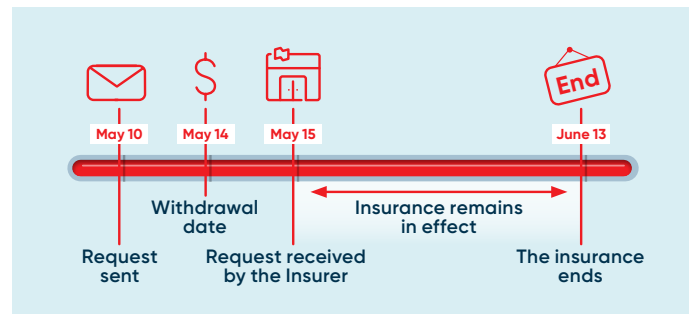 $
End
May 10
May 14
May 15
June 13
Withdrawal
date
Insurance remains
in effect
Request
sent
Request received
by the Insurer
The insurance
ends